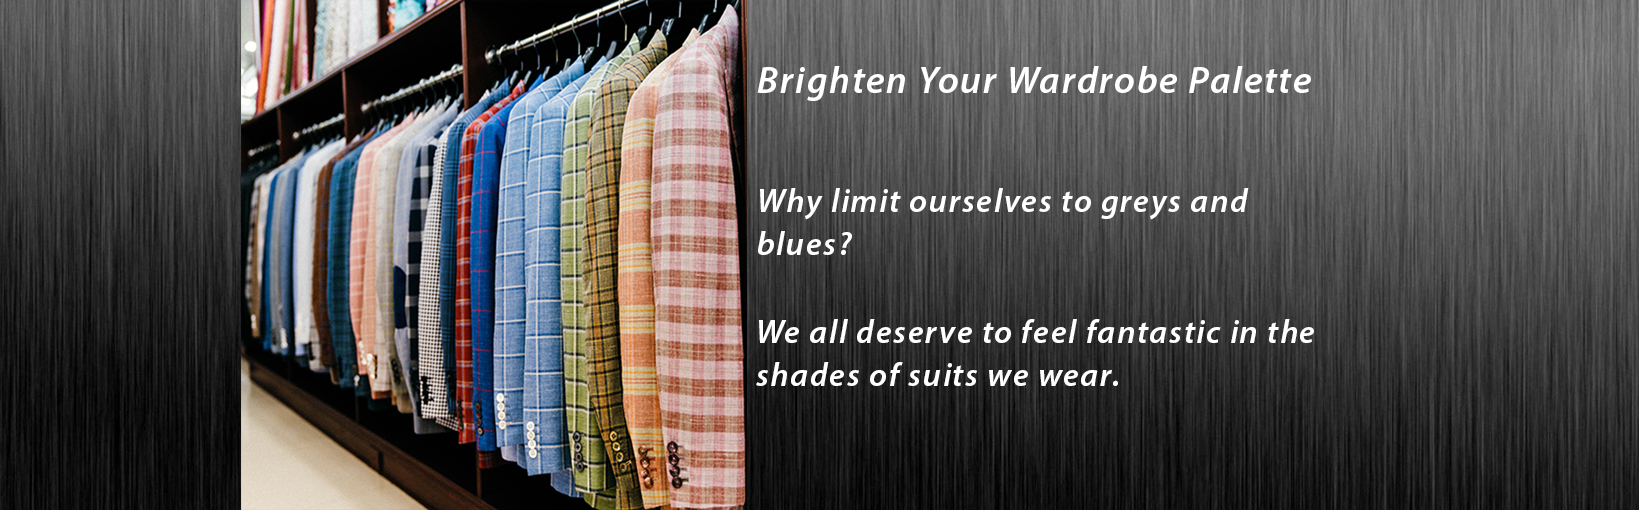 Brighten Your Wardrobe Palette
Why limit ourselves to greys and
blues?
We all deserve to feel fantastic in the
shades of suits we wear.